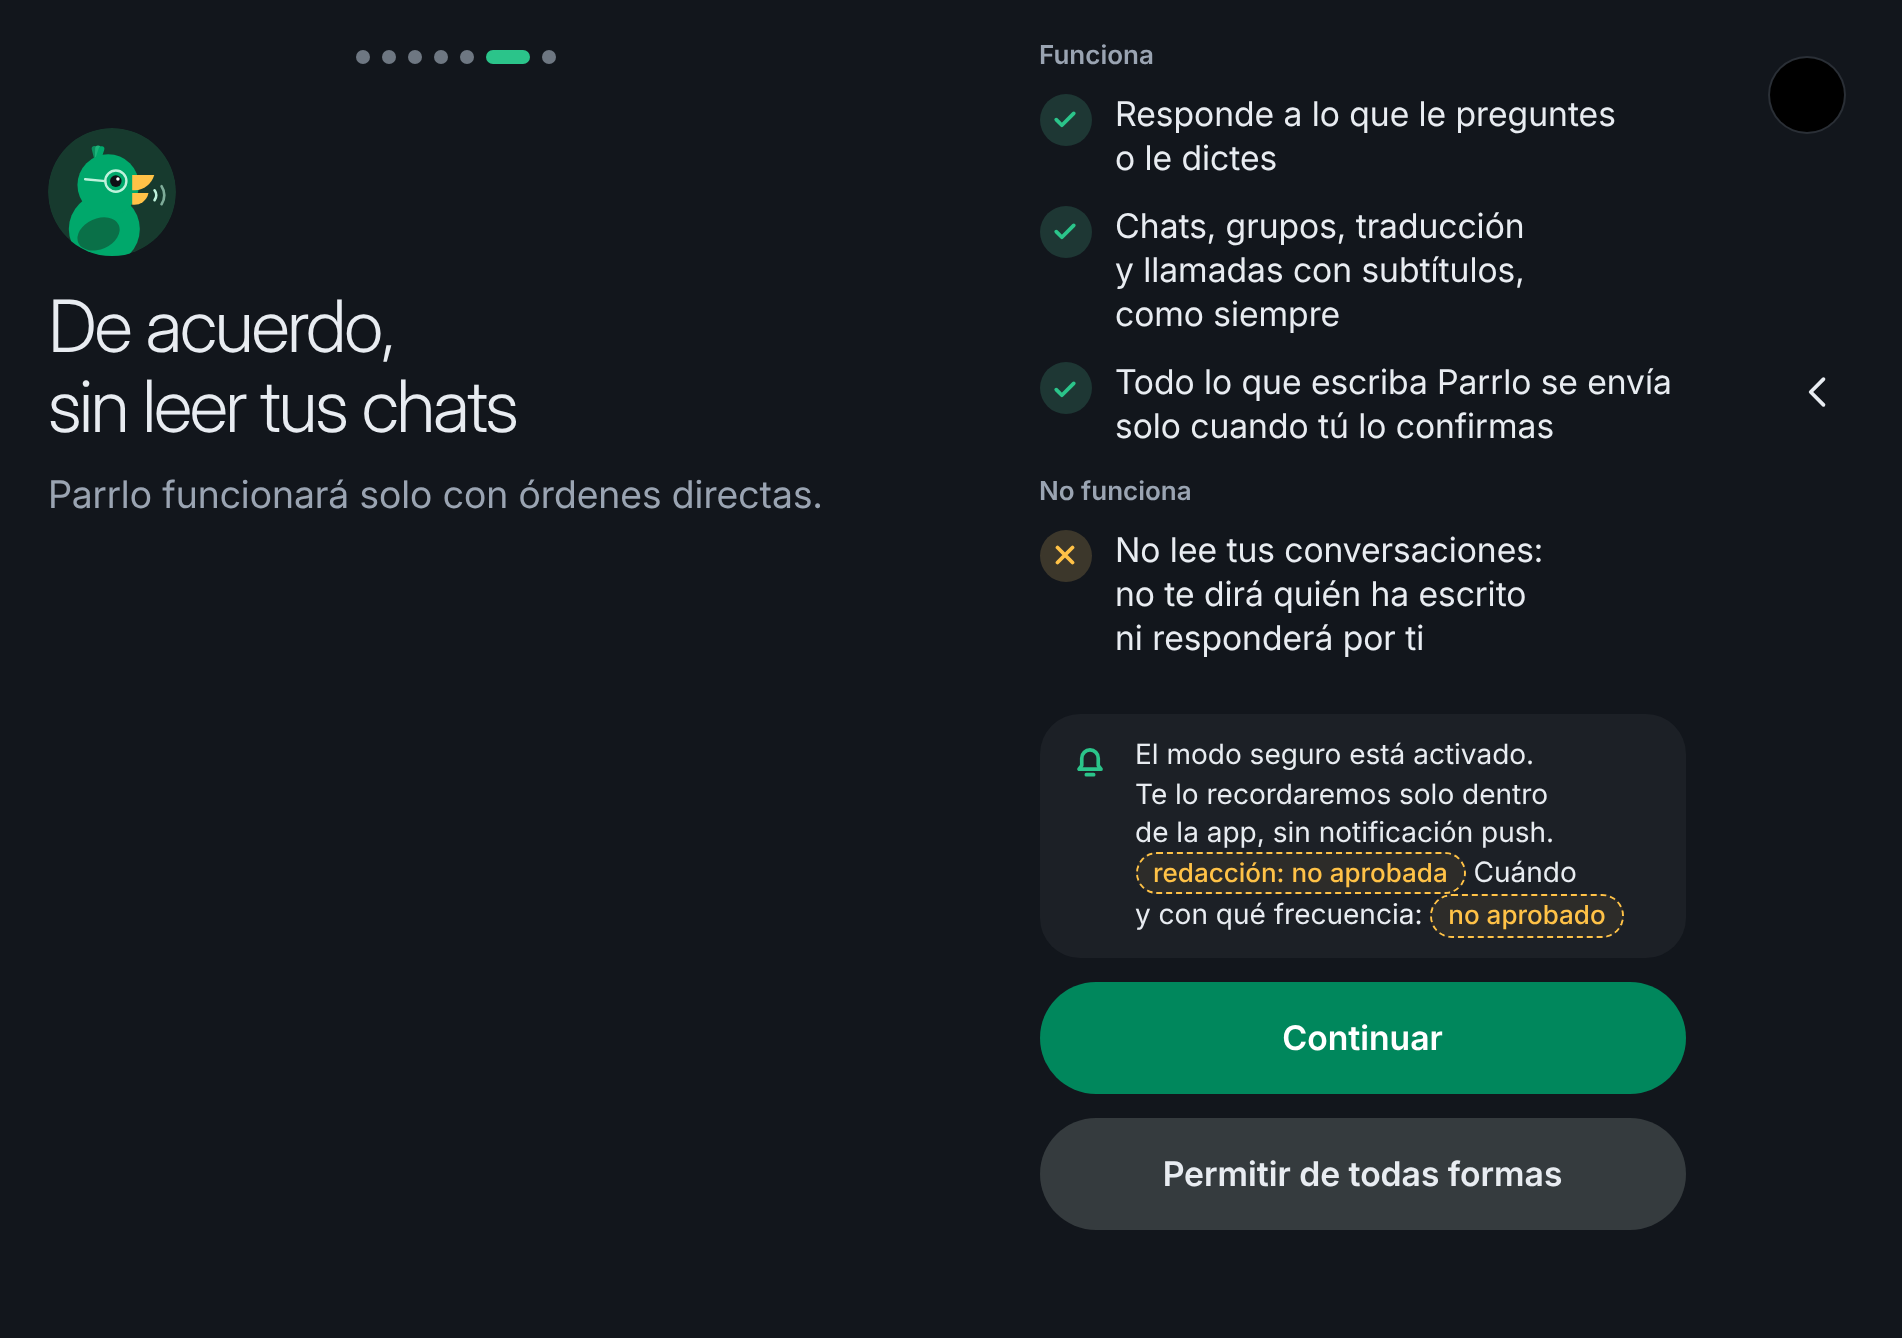 De acuerdo,
sin leer tus chats
Parrlo funcionará solo con órdenes directas.
Funciona
Responde a lo que le preguntes
o le dictes
Chats, grupos, traducción
y llamadas con subtítulos,
como siempre
Todo lo que escriba Parrlo se envía
solo cuando tú lo confirmas
No funciona
No lee tus conversaciones:
no te dirá quién ha escrito
ni responderá por ti
El modo seguro está activado.
Te lo recordaremos solo dentro
de la app, sin notificación push.
redacción: no aprobada Cuándo
y con qué frecuencia: no aprobado
Continuar
Permitir de todas formas